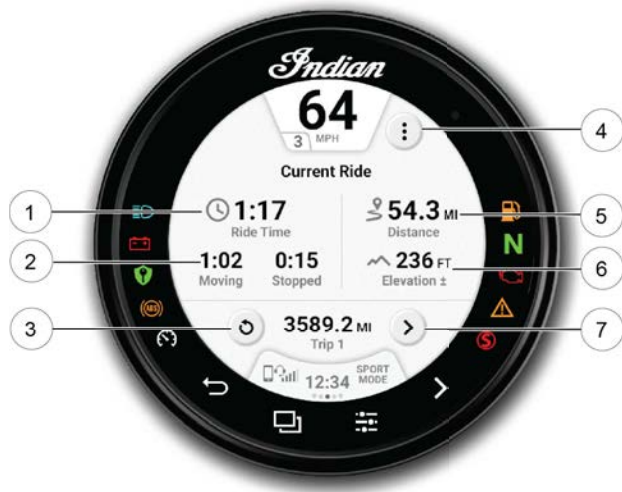 Indian
64
3 MPH
4
Current Ride
1
1:17
54.3 MI
5
Ride Time
Distance
2
1:02
0:15
236 FT
6
Moving
Stopped
Elevation ±
N
ABS
3
3589.2 MI
7
Trip 1
S
12:34
SPORT
MODE